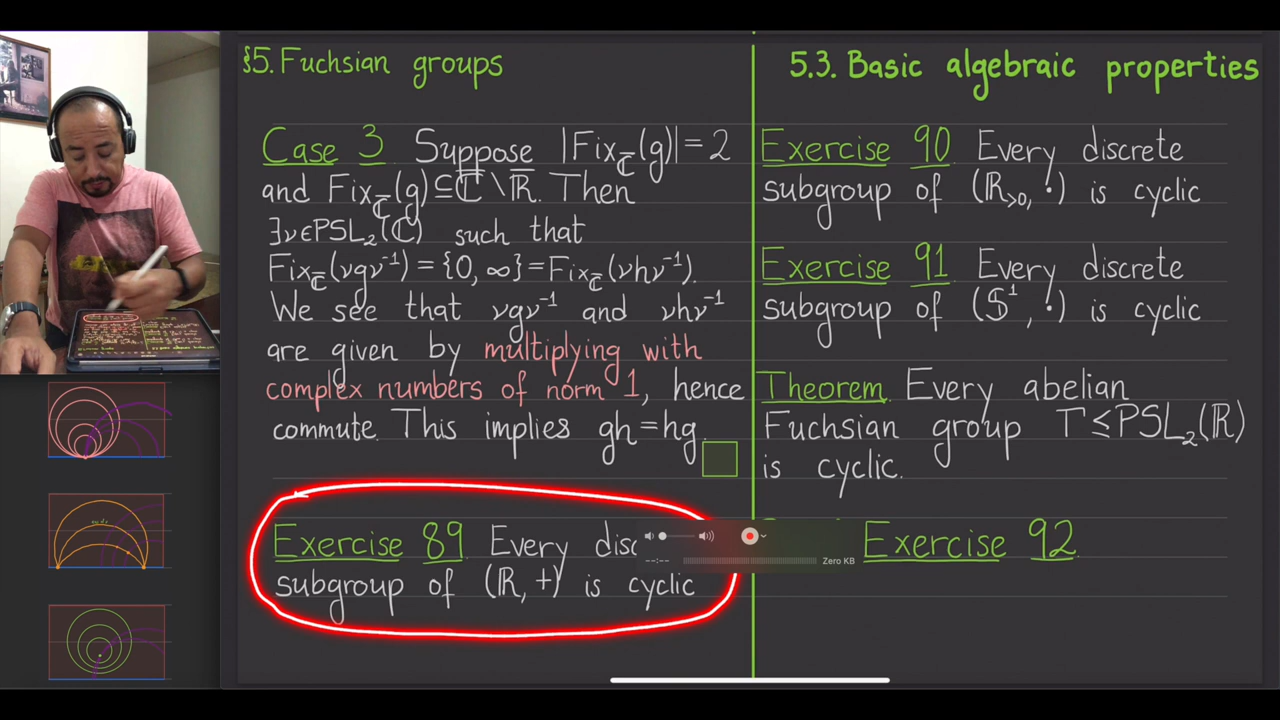 §5. Fuchsian groups
Case 3 Suppose |Fix_ℂ̅(g)| = 2
and Fix_ℂ̅(g) ⊆ ℂ \ ℝ. Then
∃ν∈PSL₂(ℂ) such that
Fix_ℂ̅(νgν⁻¹) = {0, ∞} = Fix_ℂ̅(νhν⁻¹).
We see that νgν⁻¹ and νhν⁻¹
are given by multiplying with
complex numbers of norm 1, hence
commute. This implies gh = hg.
Exercise 89 Every
subgroup of (ℝ, +) is cyclic
5.3. Basic algebraic properties
Exercise 90 Every discrete
subgroup of (ℝ>0, ·) is cyclic
Exercise 91 Every discrete
subgroup of (𝕊¹, ·) is cyclic
Theorem. Every abelian
Fuchsian group Γ ≤ PSL₂(ℝ)
is cyclic.
Exercise 92
--:--
Zero KB